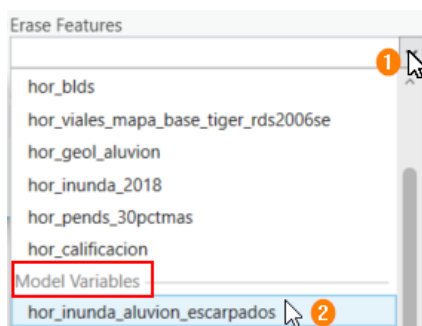 Erase Features
1
hor_blds
hor_viales_mapa_base_tiger_rds2006se
hor_geol_aluvion
hor_inunda_2018
hor_pends_30pctmas
hor_calificacion
Model Variables
hor_inunda_aluvion_escarpados 2